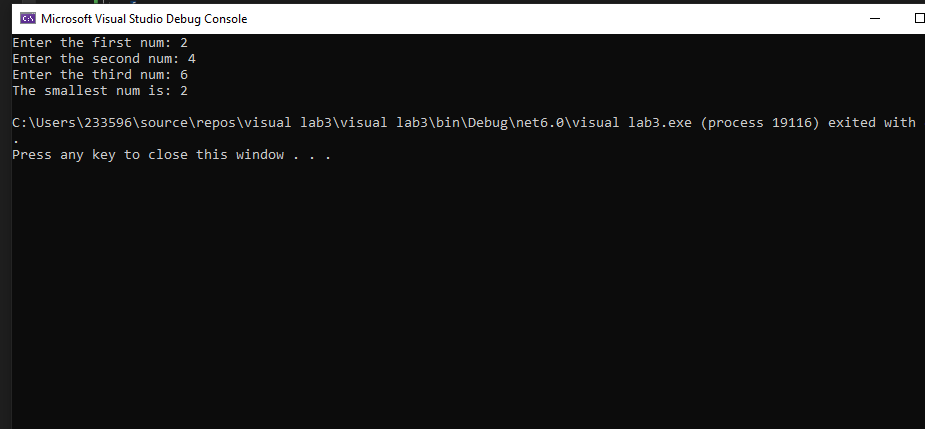 Microsoft Visual Studio Debug Console
Enter the first num: 2
Enter the second num: 4
Enter the third num: 6
The smallest num is: 2
C:\Users\233596\source\repos\visual lab3\visual lab3\bin\Debug\net6.0\visual lab3.exe (process 19116) exited with
.
Press any key to close this window . . .